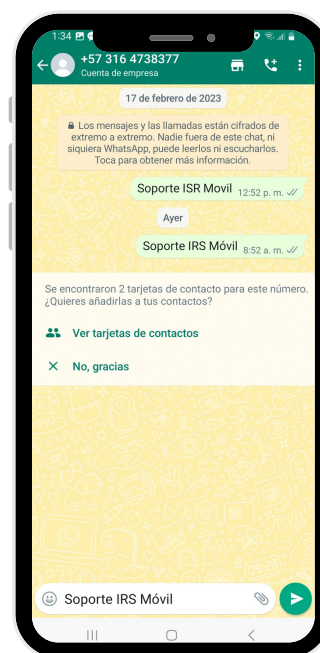 1:34
+57 316 4738377
Cuenta de empresa
17 de febrero de 2023
Los mensajes y las llamadas están cifrados de
extremo a extremo. Nadie fuera de este chat, ni
siquiera WhatsApp, puede leerlos ni escucharlos.
Toca para obtener más información.
Soporte ISR Movil 12:52 p. m.
Ayer
Soporte IRS Móvil 8:52 a. m.
Se encontraron 2 tarjetas de contacto para este número.
¿Quieres añadirlas a tus contactos?
Ver tarjetas de contactos
No, gracias
Soporte IRS Móvil